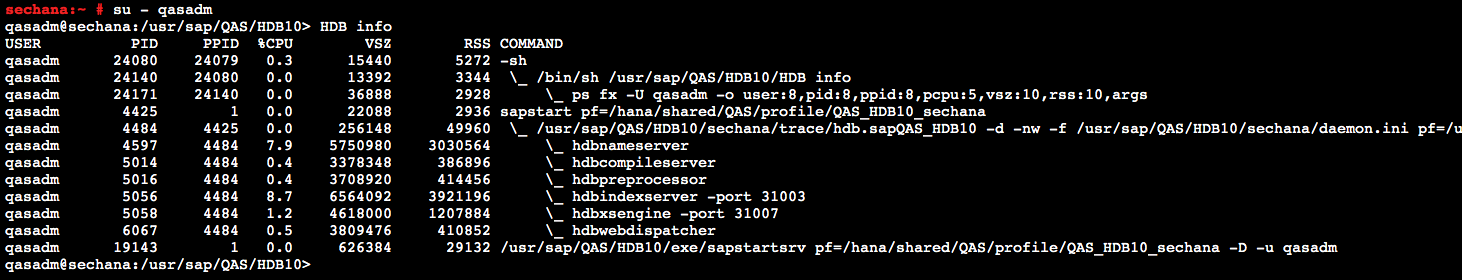 sechana:~ # su - qasadm
qasadm@sechana:/usr/sap/QAS/HDB10> HDB info
USER PID PPID %CPU VSZ RSS COMMAND
qasadm 24080 24079 0.3 15440 5272 -sh
qasadm 24140 24080 0.0 13392 3344 \_ /bin/sh /usr/sap/QAS/HDB10/HDB info
qasadm 24171 24140 0.0 36888 2928 \_ ps fx -U qasadm -o user:8,pid:8,ppid:8,pcpu:5,vsz:10,rss:10,args
qasadm 4425 1 0.0 22088 2936 sapstart pf=/hana/shared/QAS/profile/QAS_HDB10_sechana
qasadm 4484 4425 0.0 256148 49960 \_ /usr/sap/QAS/HDB10/sechana/trace/hdb.sapQAS_HDB10 -d -nw -f /usr/sap/QAS/HDB10/sechana/daemon.ini pf=/u
qasadm 4597 4484 7.9 5750980 3030564 \_ hdbnameserver
qasadm 5014 4484 0.4 3378348 386896 \_ hdbcompileserver
qasadm 5016 4484 0.4 3708920 414456 \_ hdbpreprocessor
qasadm 5056 4484 8.7 6564092 3921196 \_ hdbindexserver -port 31003
qasadm 5058 4484 1.2 4618000 1207884 \_ hdbxsengine -port 31007
qasadm 6067 4484 0.5 3809476 410852 \_ hdbwebdispatcher
qasadm 19143 1 0.0 626384 29132 /usr/sap/QAS/HDB10/exe/sapstartsrv pf=/hana/shared/QAS/profile/QAS_HDB10_sechana -D -u qasadm
qasadm@sechana:/usr/sap/QAS/HDB10>